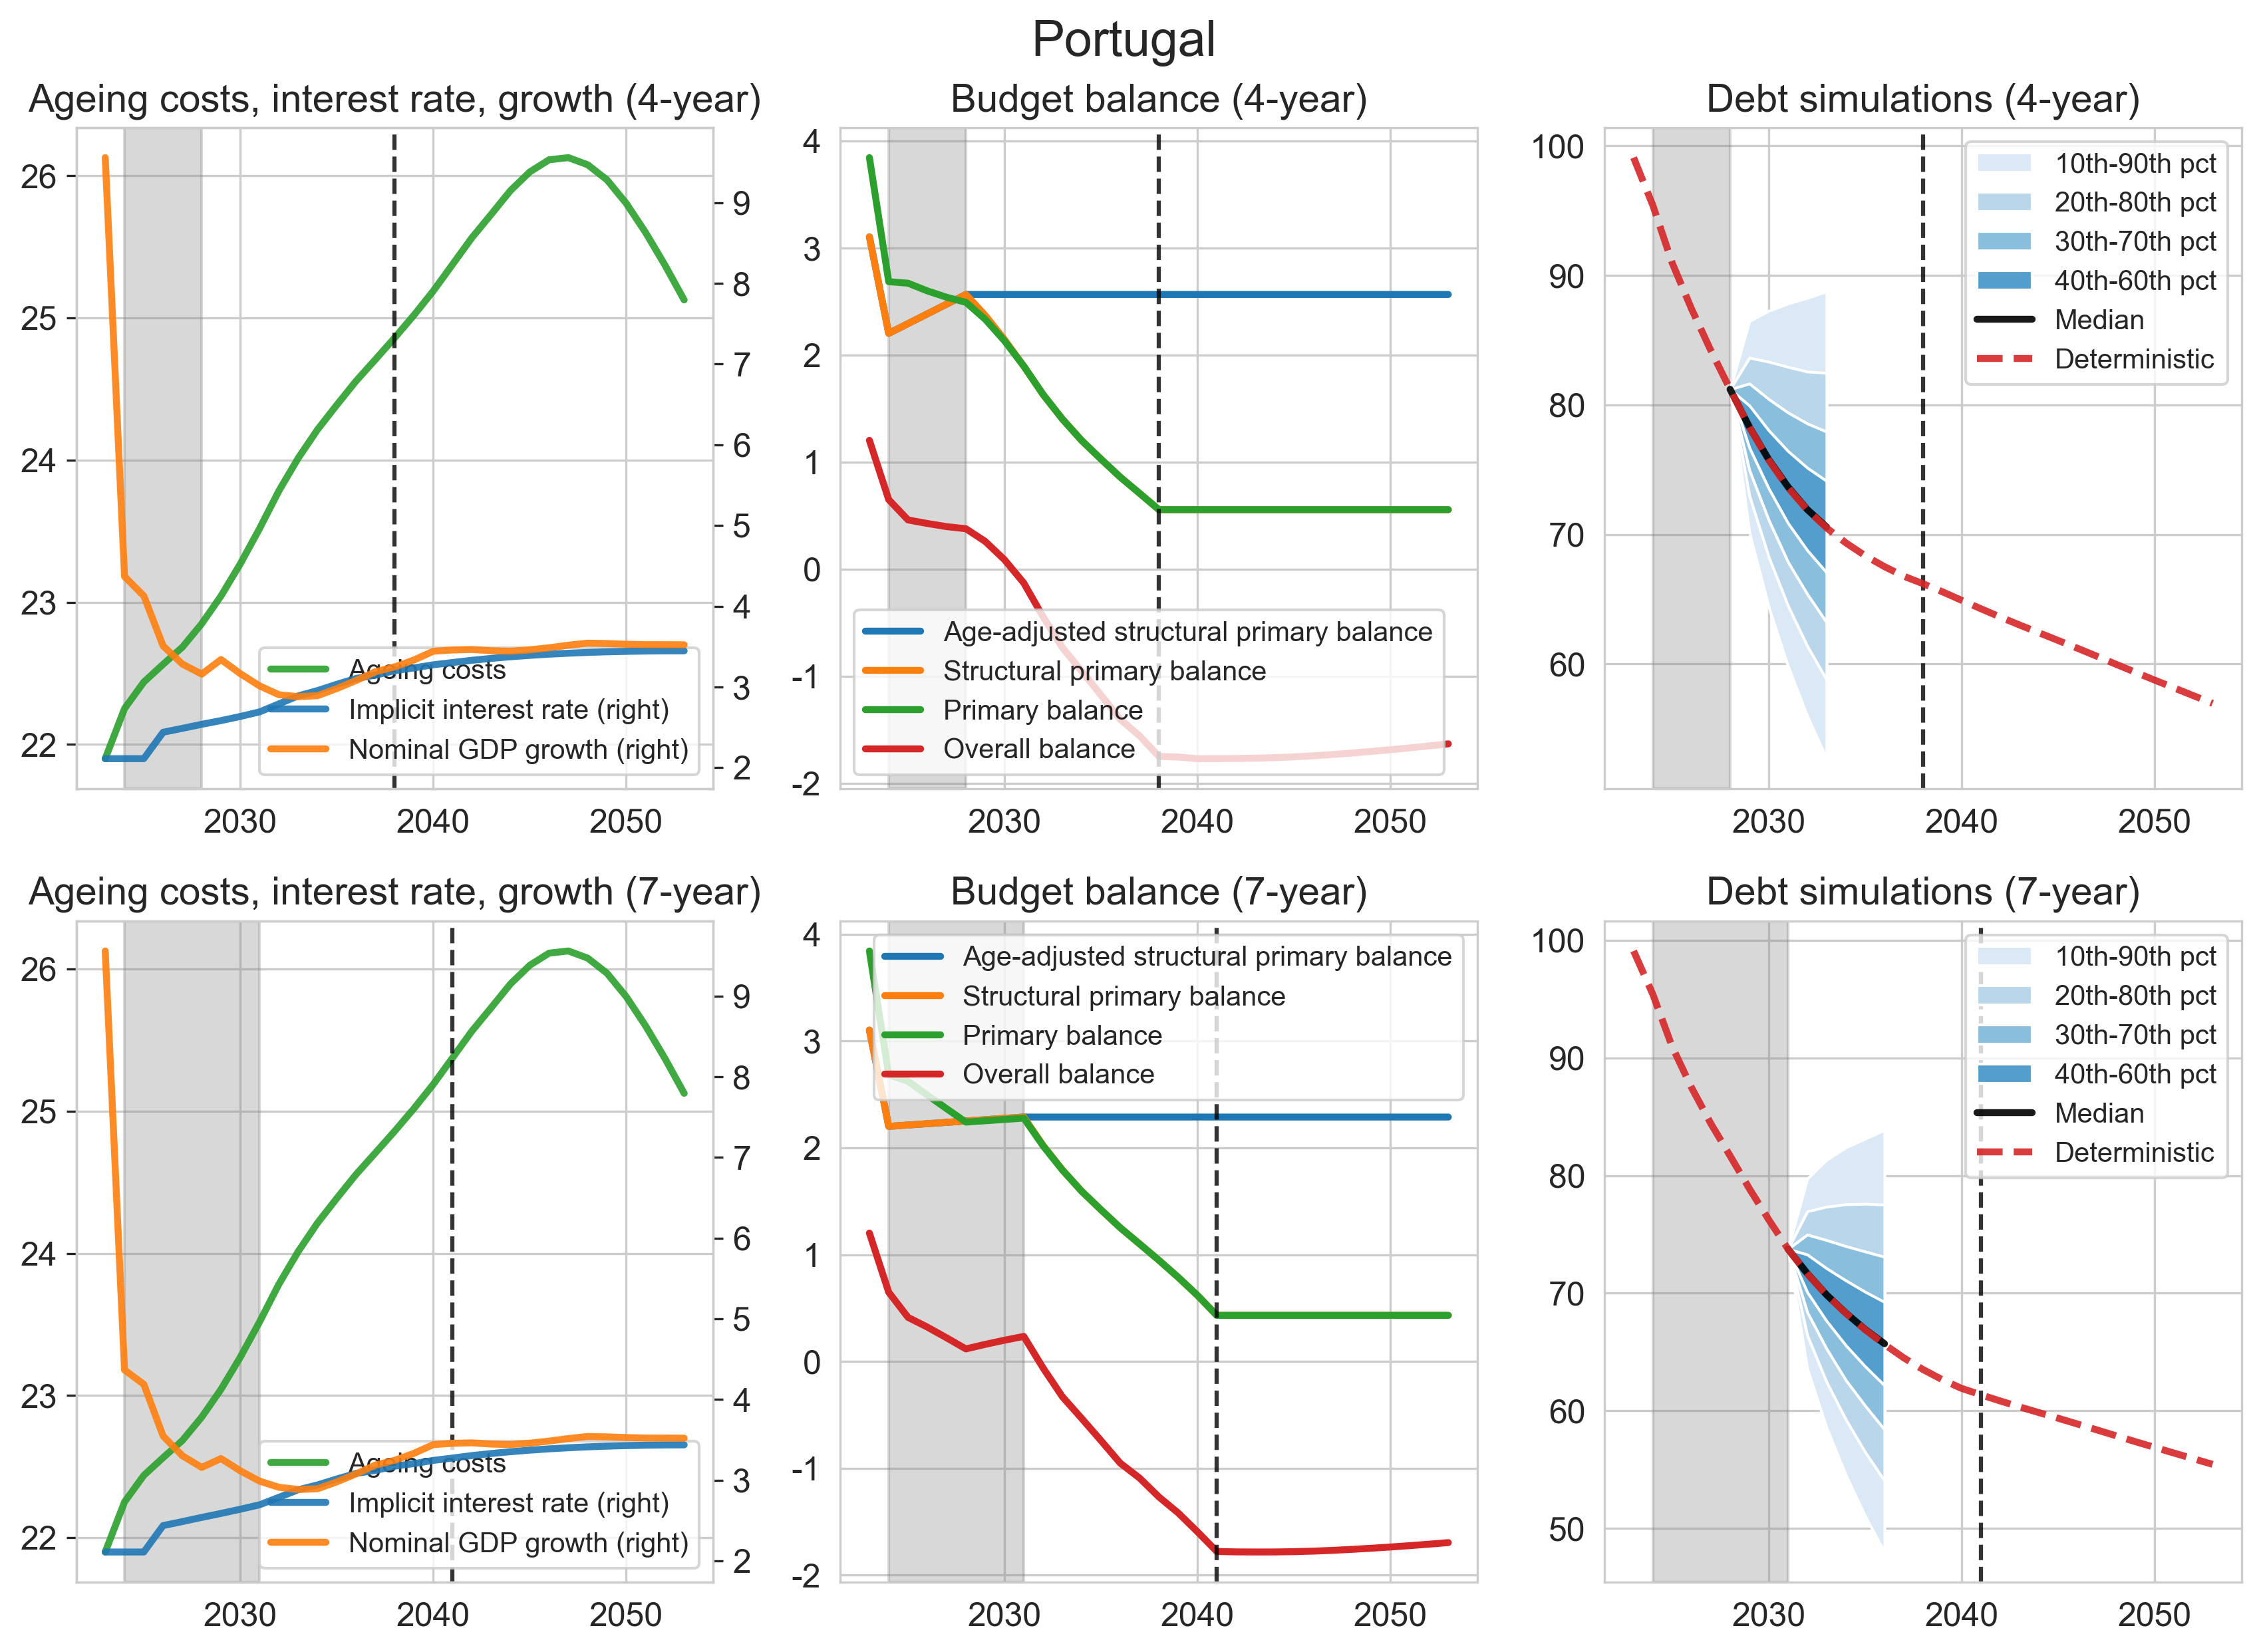 Portugal
Ageing costs, interest rate, growth (4-year)
26
25
24
23
22
9
8
7
6
5
4
3
2
2030
2040
2050
Ageing costs
Implicit interest rate (right)
Nominal GDP growth (right)
Budget balance (4-year)
4
3
2
1
0
-1
-2
2030
2040
2050
Age-adjusted structural primary balance
Structural primary balance
Primary balance
Overall balance
Debt simulations (4-year)
100
90
80
70
60
2030
2040
2050
10th-90th pct
20th-80th pct
30th-70th pct
40th-60th pct
Median
Deterministic
Ageing costs, interest rate, growth (7-year)
26
25
24
23
22
9
8
7
6
5
4
3
2
2030
2040
2050
Ageing costs
Implicit interest rate (right)
Nominal GDP growth (right)
Budget balance (7-year)
4
3
2
1
0
-1
-2
2030
2040
2050
Age-adjusted structural primary balance
Structural primary balance
Primary balance
Overall balance
Debt simulations (7-year)
100
90
80
70
60
50
2030
2040
2050
10th-90th pct
20th-80th pct
30th-70th pct
40th-60th pct
Median
Deterministic